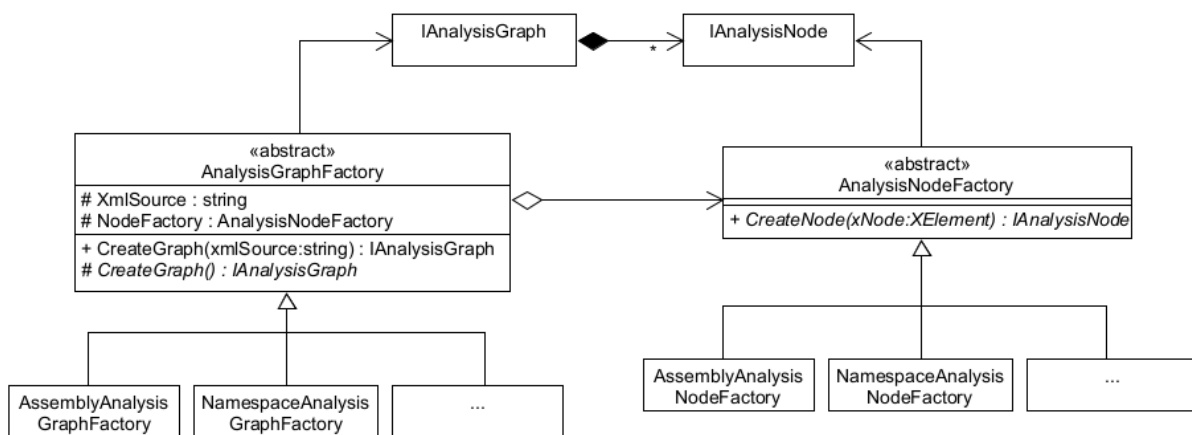 IAnalysisGraph
*
IAnalysisNode
«abstract»
AnalysisGraphFactory
# XmlSource : string
# NodeFactory : AnalysisNodeFactory
+ CreateGraph(xmlSource:string) : IAnalysisGraph
# CreateGraph() : IAnalysisGraph
«abstract»
AnalysisNodeFactory
+ CreateNode(xNode:XElement) : IAnalysisNode
AssemblyAnalysis
GraphFactory
NamespaceAnalysis
GraphFactory
...
AssemblyAnalysis
NodeFactory
NamespaceAnalysis
NodeFactory
...